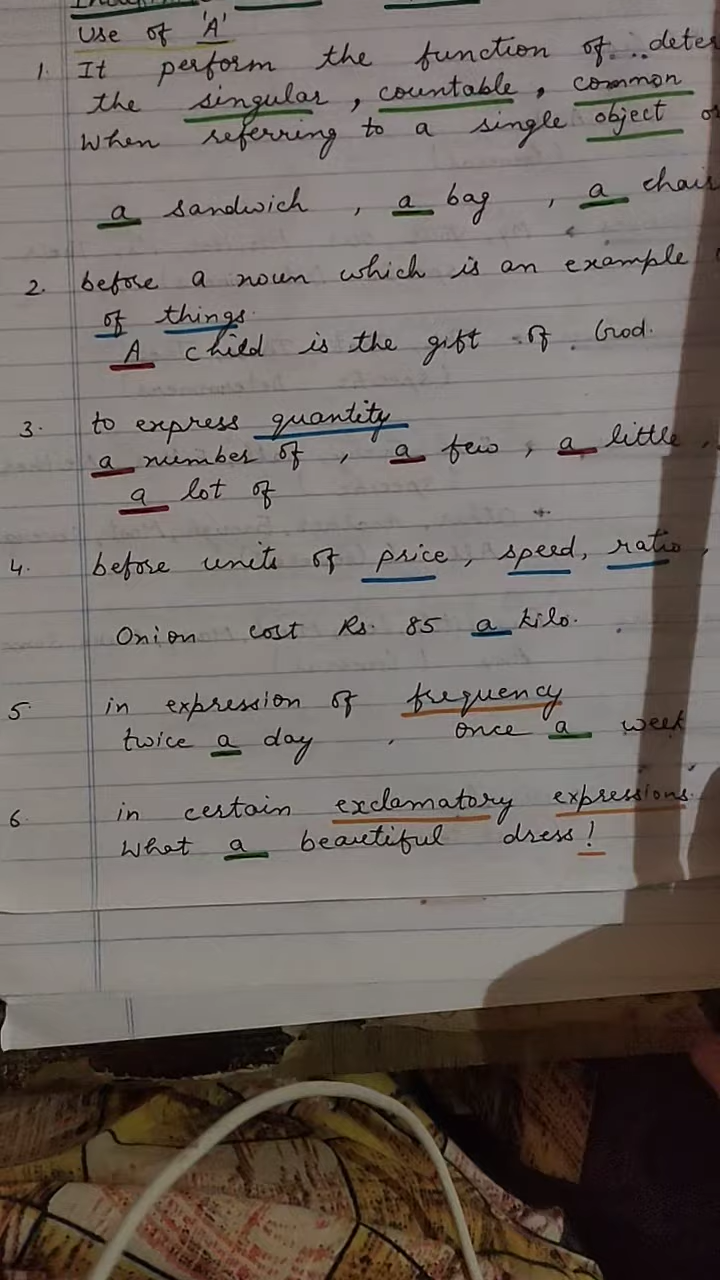 Use of 'A'
1. It perform the function of
the singular, countable, common
When referring to a single object
a sandwich, a bag, a chair
2. before a noun which is an example
of things.
A child is the gift of God.
3. to express quantity
a number of, a few, a little,
a lot of
4. before units of price, speed, ratio,
Onion cost Rs. 85 a kilo.
5. in expression of frequency
twice a day, once a week
6. in certain exclamatory expressions.
What a beautiful dress!